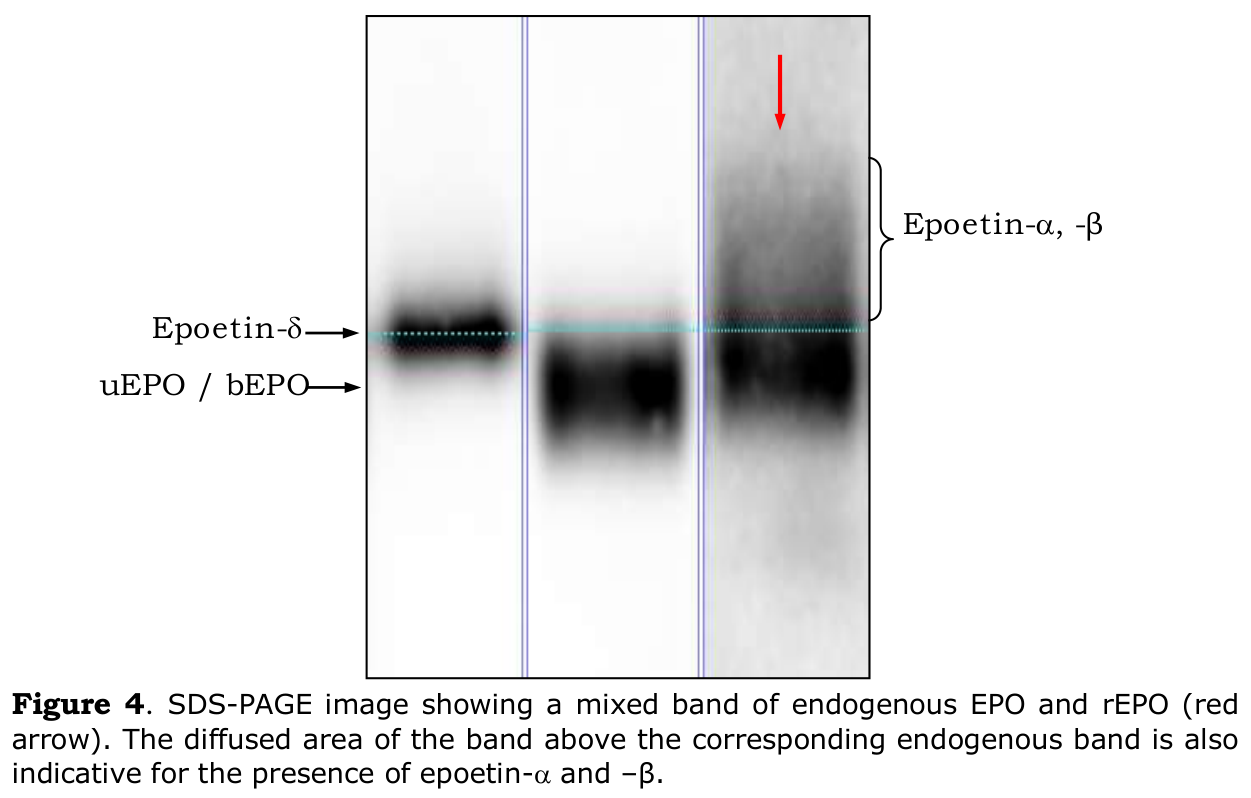 Epoetin-α, -β
Epoetin-δ
uEPO / bEPO
Figure 4. SDS-PAGE image showing a mixed band of endogenous EPO and rEPO (red
arrow). The diffused area of the band above the corresponding endogenous band is also
indicative for the presence of epoetin-α and –β.